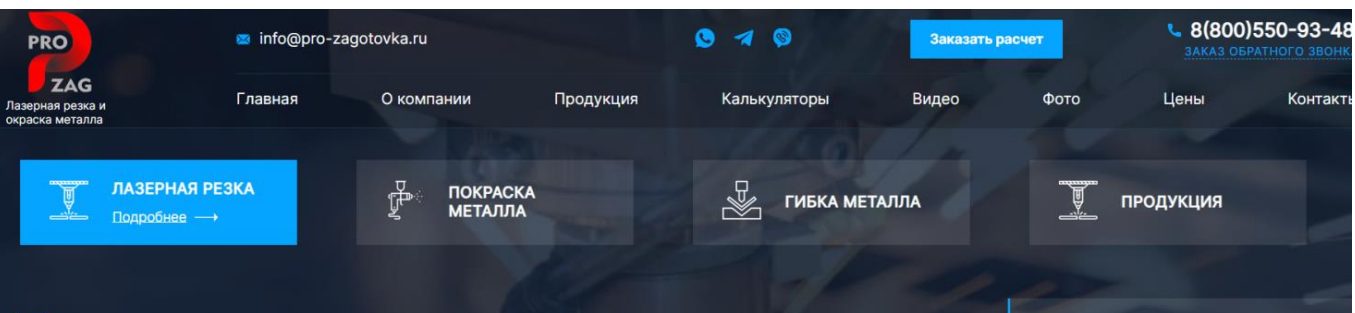 PRO
ZAG
Лазерная резка и
окраска металла
info@pro-zagotovka.ru
Заказать расчет
8(800)550-93-48
ЗАКАЗ ОБРАТНОГО ЗВОНК
Главная
О компании
Продукция
Калькуляторы
Видео
Фото
Цены
Контакты
ЛАЗЕРНАЯ РЕЗКА
Подробнее
ПОКРАСКА
МЕТАЛЛА
ГИБКА МЕТАЛЛА
ПРОДУКЦИЯ